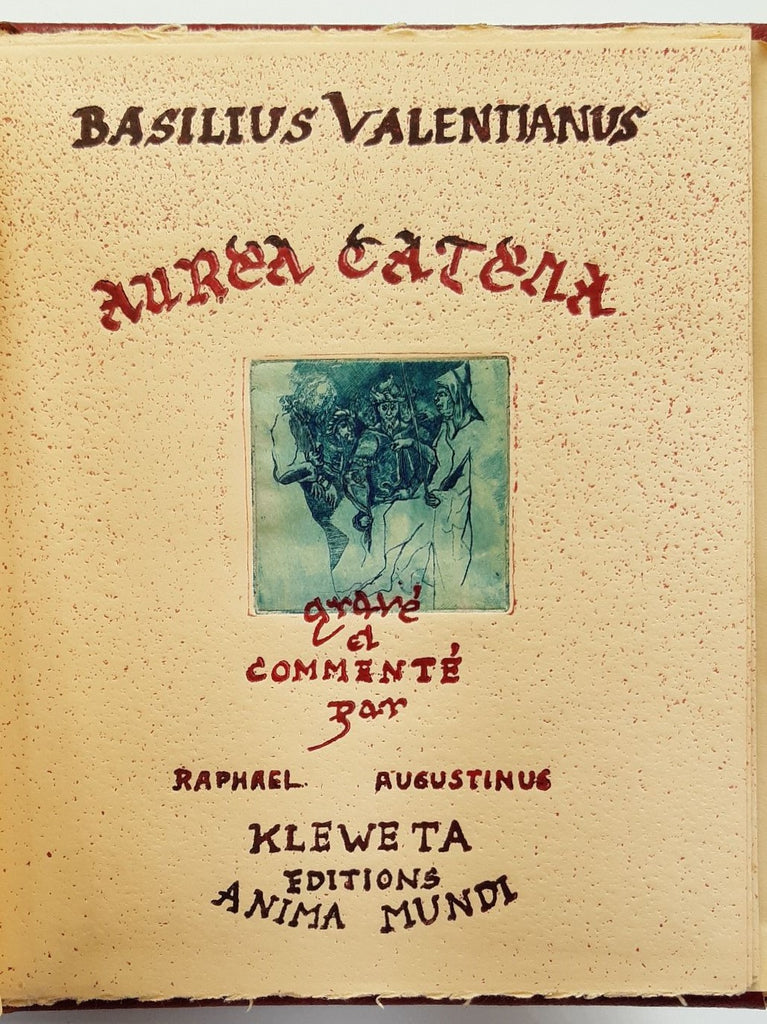 BASILIUS VALENTIANUS
AUREA CATENA
gravé
et
COMMENTÉ
par
RAPHAEL AUGUSTINUS
KLEWETA
EDITIONS
ANIMA MUNDI